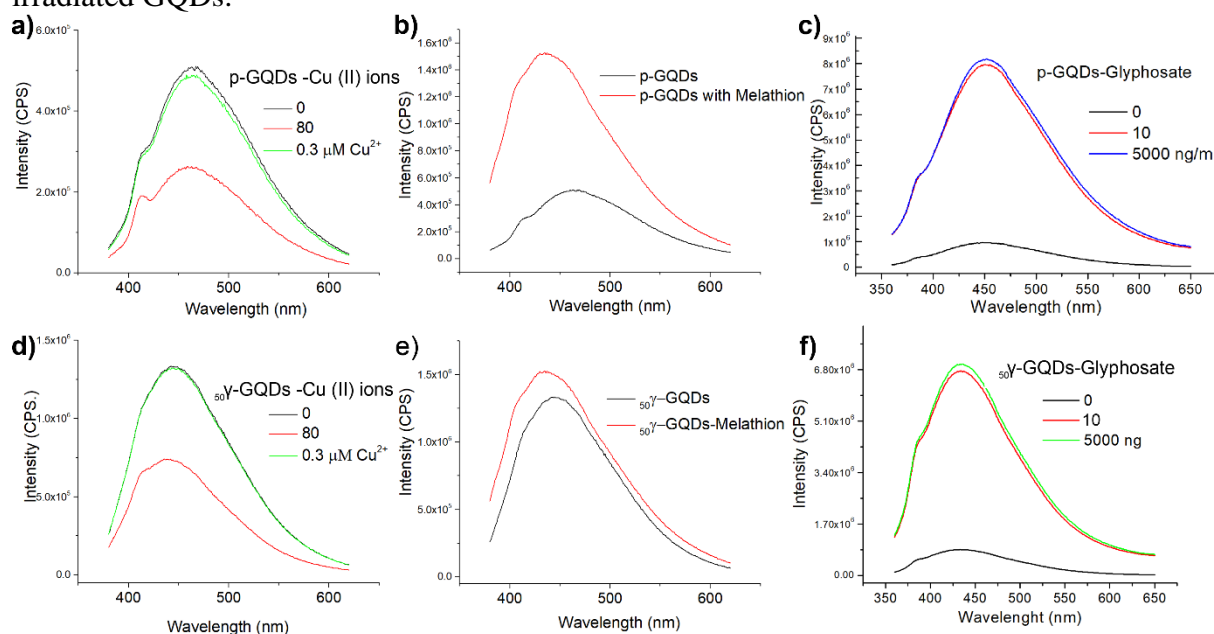 irradiated GQDs.
a)
6.0x10⁵
4.0x10⁵
2.0x10⁵
0.0
Intensity (CPS)
p-GQDs -Cu (II) ions
0
80
0.3 μM Cu²⁺
400 500 600
Wavelength (nm)
b)
1.6x10⁶
1.4x10⁶
1.2x10⁶
1.0x10⁶
8.0x10⁵
6.0x10⁵
4.0x10⁵
2.0x10⁵
0.0
Intensity (CPS)
p-GQDs
p-GQDs with Melathion
400 500 600
Wavelength (nm)
c)
9x10⁶
8x10⁶
7x10⁶
6x10⁶
5x10⁶
4x10⁶
3x10⁶
2x10⁶
1x10⁶
0
Intensity (CPS)
p-GQDs-Glyphosate
0
10
5000 ng/m
350 400 450 500 550 600 650
Wavelength (nm)
d)
1.5x10⁶
1.0x10⁶
5.0x10⁵
0.0
Intensity (CPS.)
₅₀γ-GQDs -Cu (II) ions
0
80
0.3 μM Cu²⁺
400 500 600
Wavelength (nm)
e)
1.5x10⁶
1.0x10⁶
5.0x10⁵
0.0
Intensity (CPS)
₅₀γ–GQDs
₅₀γ–GQDs-Melathion
400 500 600
Wavelength (nm)
f)
6.80x10⁶
5.10x10⁶
3.40x10⁶
1.70x10⁶
0.00
Intensity (CPS)
₅₀γ-GQDs-Glyphosate
0
10
5000 ng
350 400 450 500 550 600 650
Wavelenght (nm)